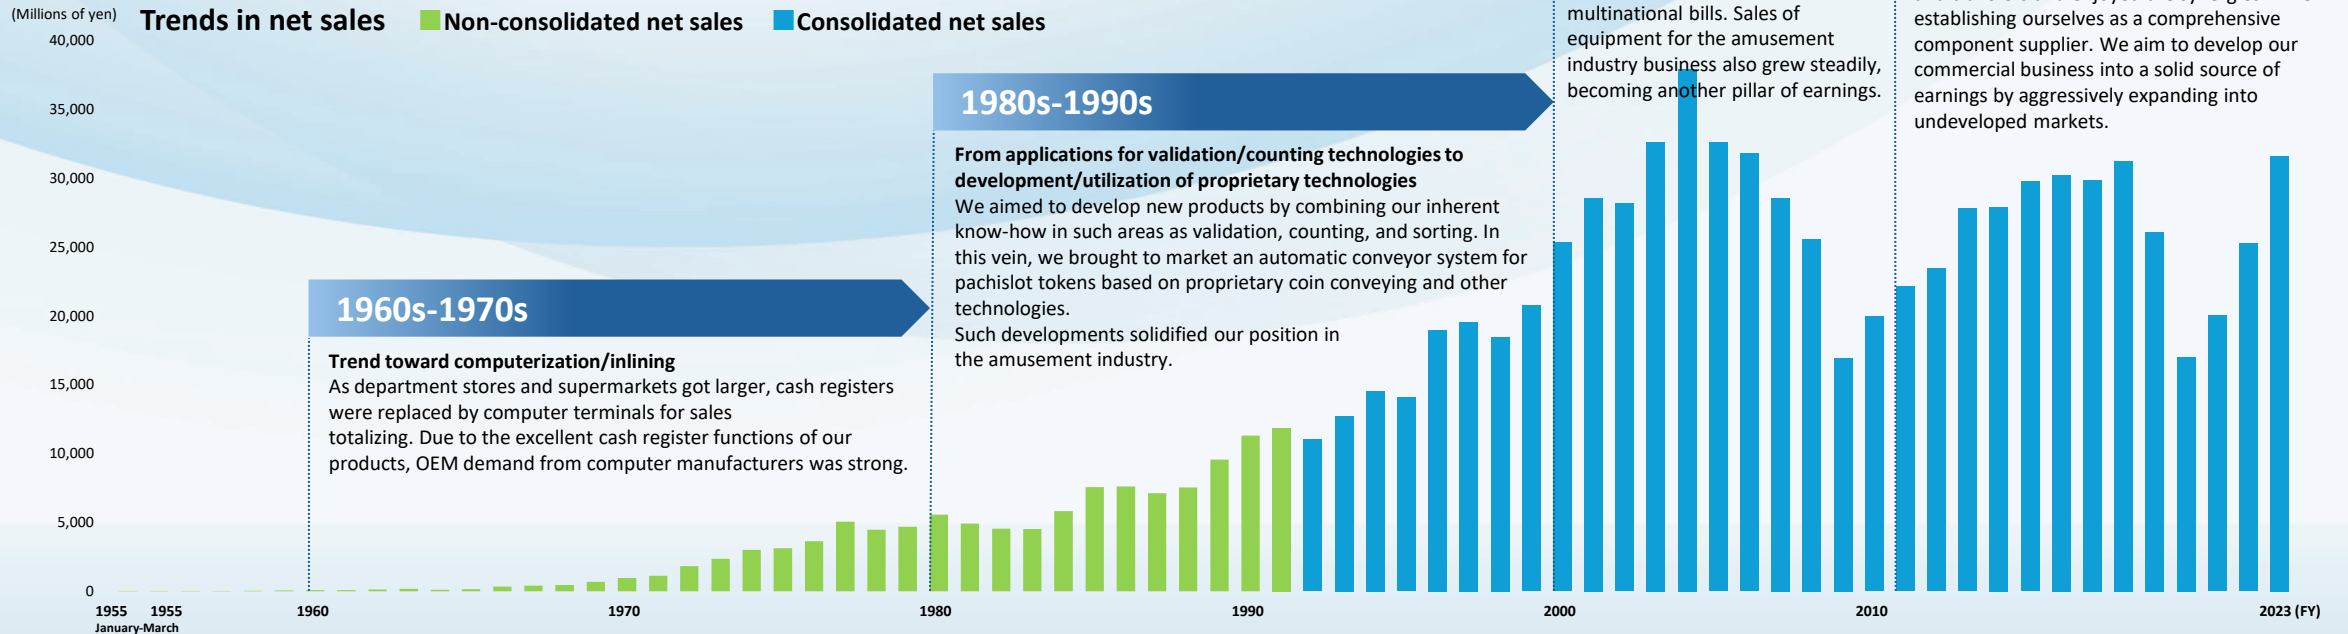 (Millions of yen)
Trends in net sales
Non-consolidated net sales
Consolidated net sales
40,000
35,000
30,000
25,000
20,000
15,000
10,000
5,000
0
1960s-1970s
Trend toward computerization/inlining
As department stores and supermarkets got larger, cash registers
were replaced by computer terminals for sales
totalizing. Due to the excellent cash register functions of our
products, OEM demand from computer manufacturers was strong.
1980s-1990s
From applications for validation/counting technologies to
development/utilization of proprietary technologies
We aimed to develop new products by combining our inherent
know-how in such areas as validation, counting, and sorting. In
this vein, we brought to market an automatic conveyor system for
pachislot tokens based on proprietary coin conveying and other
technologies.
Such developments solidified our position in
the amusement industry.
multinational bills. Sales of
equipment for the amusement
industry business also grew steadily,
becoming another pillar of earnings.
establishing ourselves as a comprehensive
component supplier. We aim to develop our
commercial business into a solid source of
earnings by aggressively expanding into
undeveloped markets.
1955
January-March
1955
1960
1970
1980
1990
2000
2010
2023 (FY)